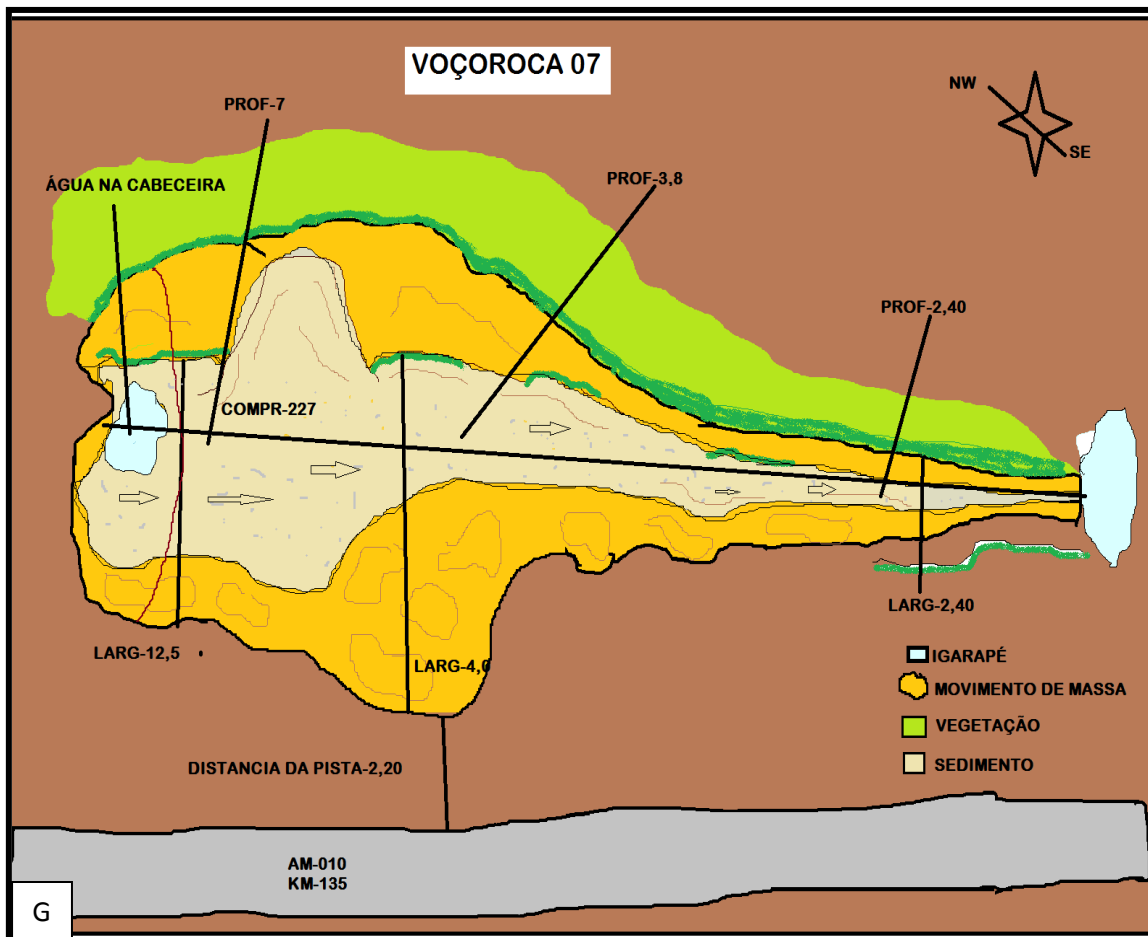 VOÇOROCA 07
NW
SE
PROF-7
ÁGUA NA CABECEIRA
PROF-3,8
PROF-2,40
COMPR-227
LARG-12,5
LARG-4,0
LARG-2,40
IGARAPÉ
MOVIMENTO DE MASSA
VEGETAÇÃO
SEDIMENTO
DISTANCIA DA PISTA-2,20
AM-010
KM-135
G